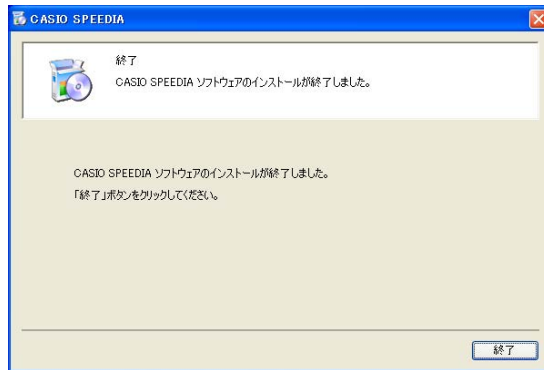 CASIO SPEEDIA
終了
CASIO SPEEDIA ソフトウェアのインストールが終了しました。
CASIO SPEEDIA ソフトウェアのインストールが終了しました。
「終了」ボタンをクリックしてください。
終了